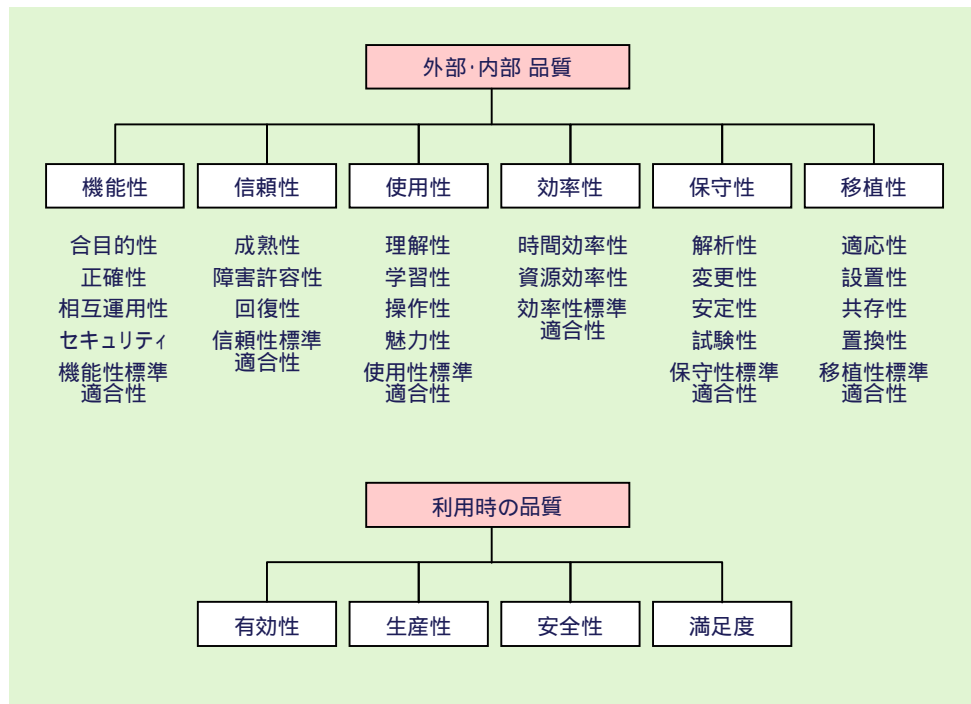 外部·内部 品質
機能性
信頼性
使用性
効率性
保守性
移植性
合目的性
正確性
相互運用性
セキュリティ
機能性標準
適合性
成熟性
障害許容性
回復性
信頼性標準
適合性
理解性
学習性
操作性
魅力性
使用性標準
適合性
時間効率性
資源効率性
効率性標準
適合性
解析性
変更性
安定性
試験性
保守性標準
適合性
適応性
設置性
共存性
置換性
移植性標準
適合性
利用時の品質
有効性
生産性
安全性
満足度